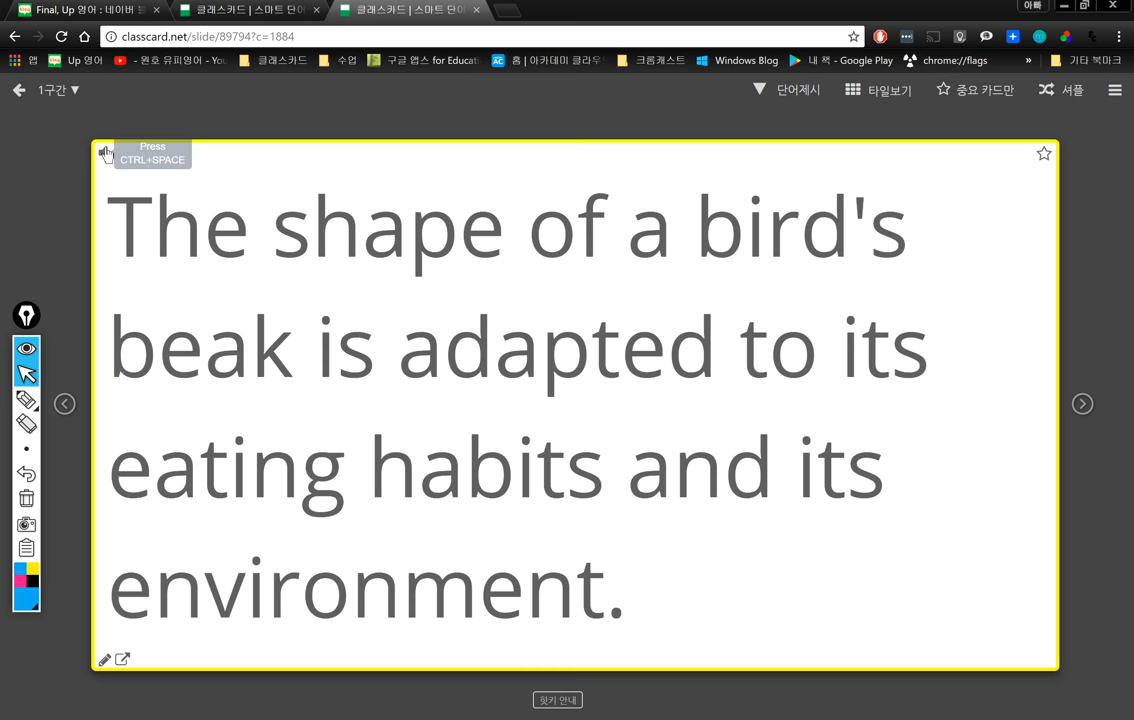 Final, Up 영어 : 네이버 블
클래스카드 | 스마트 단어
클래스카드 | 스마트 단어
아빠
classcard.net/slide/89794?c=1884
앱
Up 영어
- 원호 유피영어 - You
클래스카드
수업
구글 앱스 for Educati
홈 | 아카데미 클라우
크롬캐스트
Windows Blog
내 책 - Google Play
chrome://flags
»
기타 북마크
1구간 ▼
단어제시
타일보기
중요 카드만
셔플
Press
CTRL+SPACE
The shape of a bird's
beak is adapted to its
eating habits and its
environment.
핫키 안내